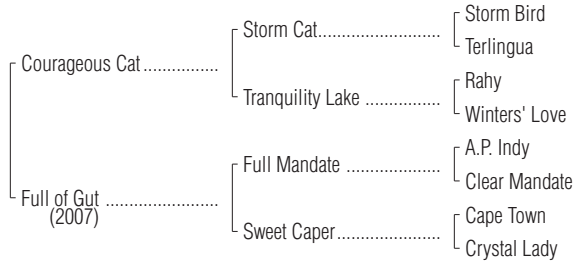 Storm Bird
Storm Cat..............................
Terlingua
Courageous Cat ................
Rahy
Tranquility Lake ..................
Winters' Love
A.P. Indy
Full Mandate ......................
Clear Mandate
Full of Gut ........................
(2007)
Cape Town
Sweet Caper.........................
Crystal Lady